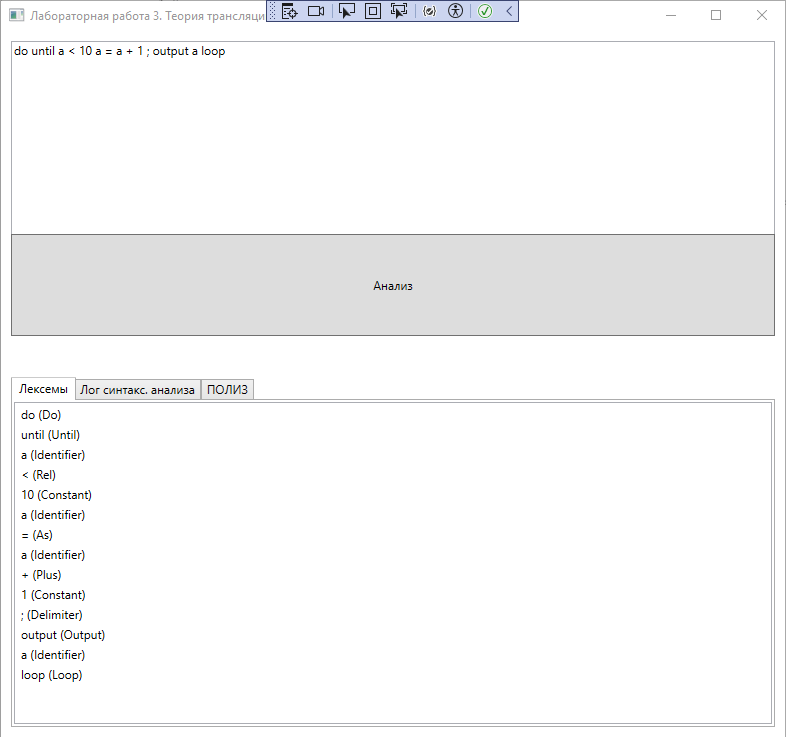 Лабораторная работа 3. Теория трансляци
do until a < 10 a = a + 1 ; output a loop
Анализ
Лексемы Лог синтакс. анализа ПОЛИЗ
do (Do)
until (Until)
a (Identifier)
< (Rel)
10 (Constant)
a (Identifier)
= (As)
a (Identifier)
+ (Plus)
1 (Constant)
; (Delimiter)
output (Output)
a (Identifier)
loop (Loop)